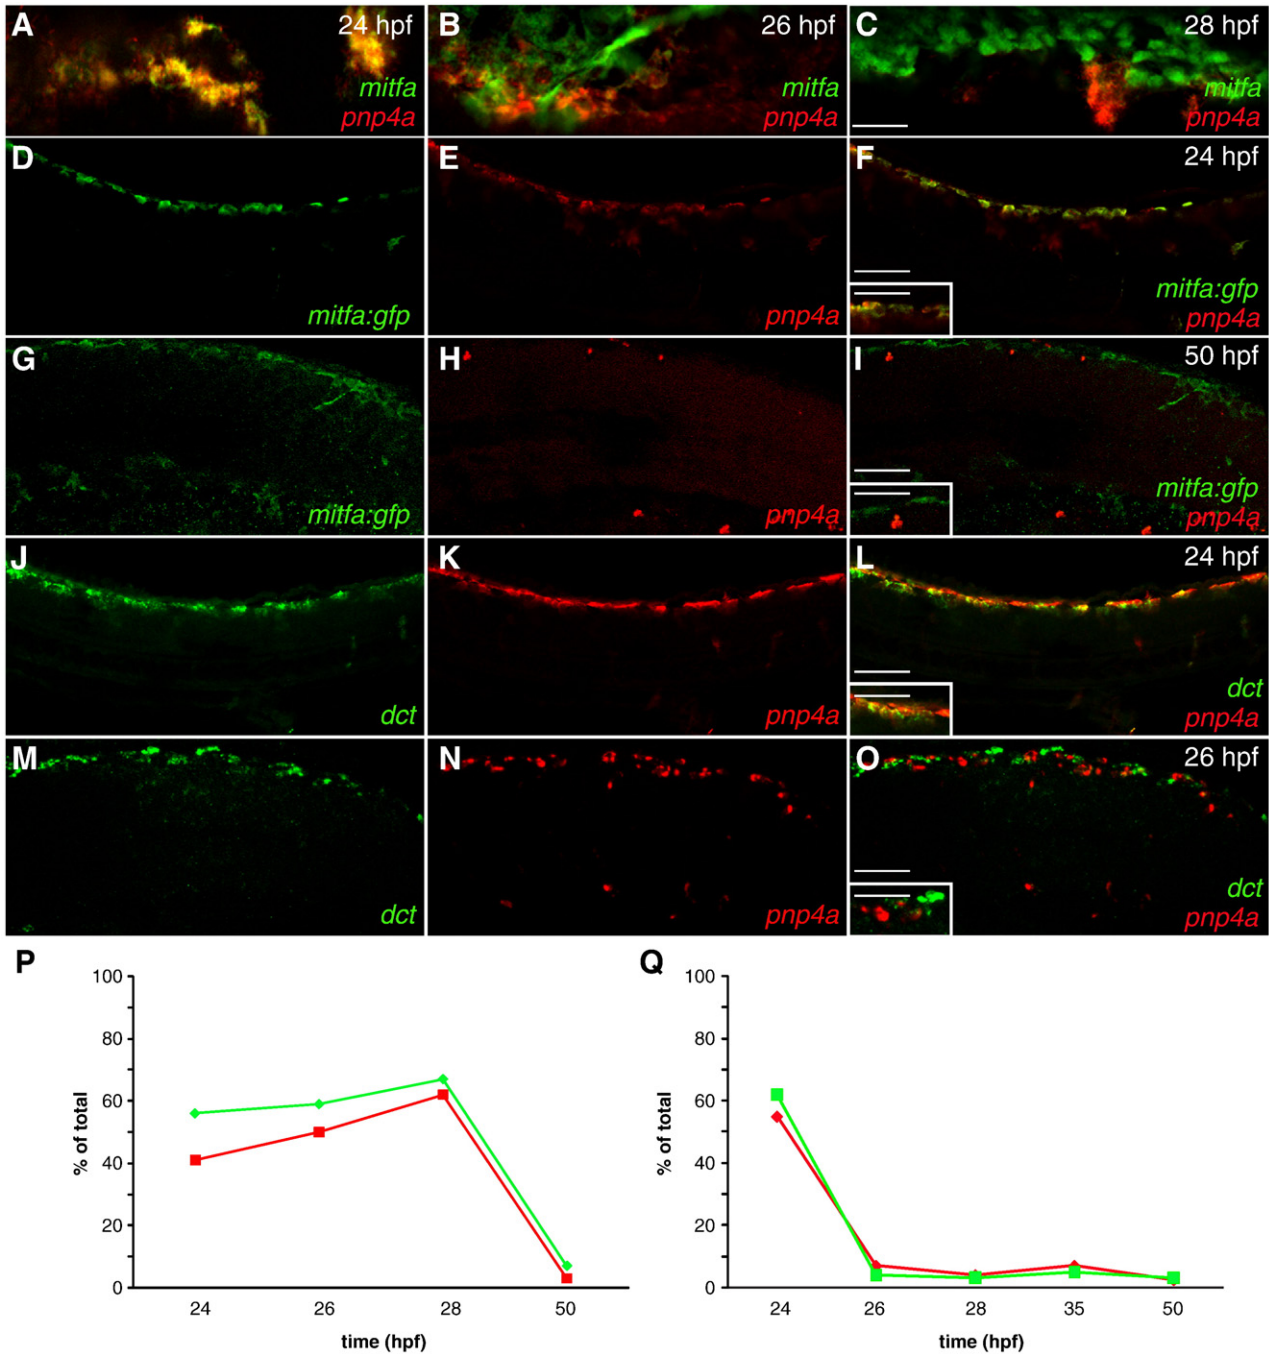 A 24 hpf
mitfa
pnp4a
B 26 hpf
mitfa
pnp4a
C 28 hpf
mitfa
pnp4a
D
mitfa:gfp
E
pnp4a
F 24 hpf
mitfa:gfp
pnp4a
G
mitfa:gfp
H
pnp4a
I 50 hpf
mitfa:gfp
pnp4a
J
dct
K
pnp4a
L 24 hpf
dct
pnp4a
M
dct
N
pnp4a
O 26 hpf
dct
pnp4a
P
% of total
100
80
60
40
20
0
24 26 28 50
time (hpf)
Q
% of total
100
80
60
40
20
0
24 26 28 35 50
time (hpf)